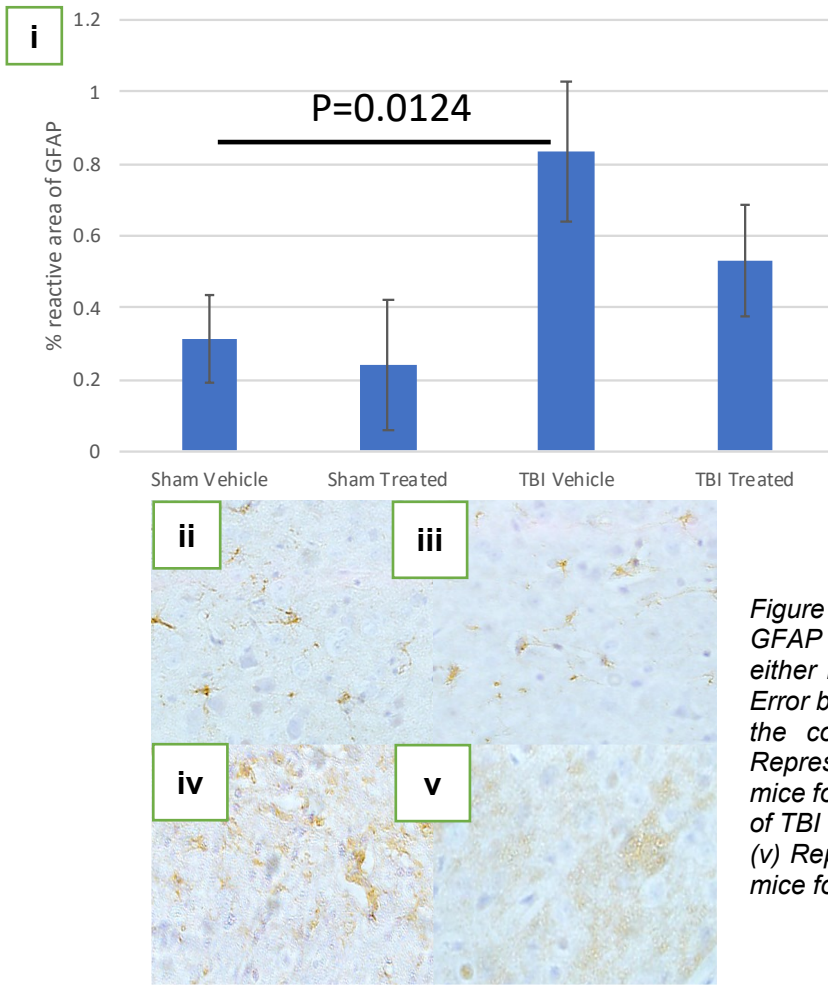 i
1.2
1
0.8
0.6
0.4
0.2
0
% reactive area of GFAP
P=0.0124
Sham Vehicle Sham Treated TBI Vehicle TBI Treated
ii
iii
iv
v
Figure
GFAP
either
Error b
the co
Repres
mice fo
of TBI
(v) Rep
mice fo